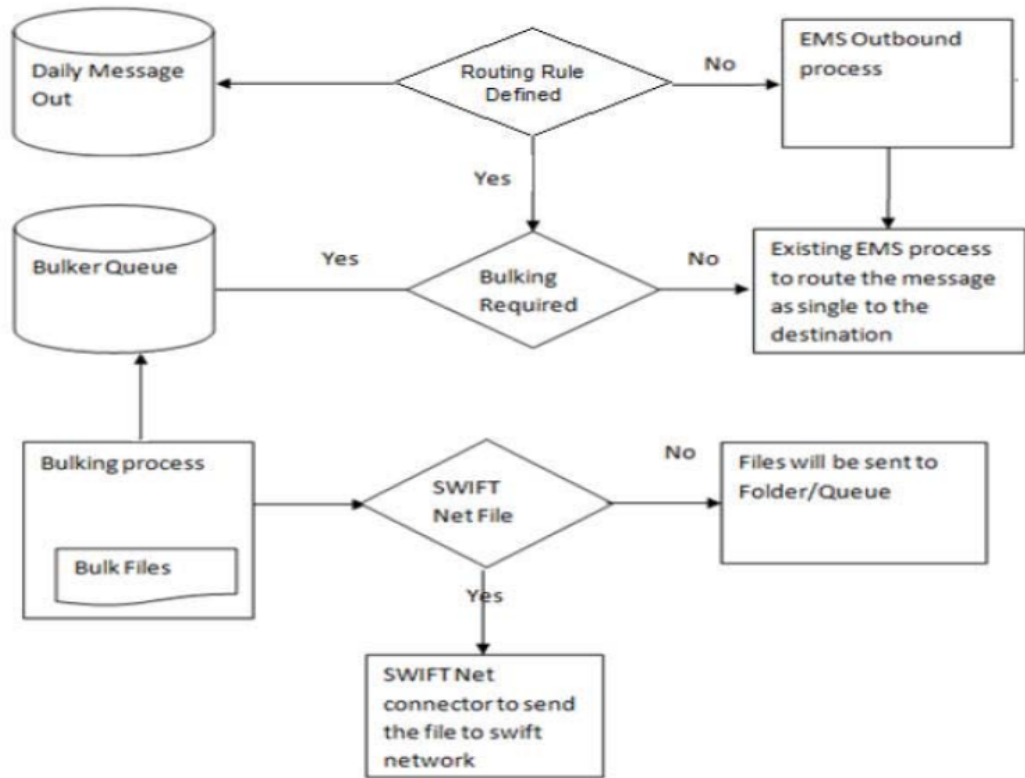 Daily Message
Out
Routing Rule
Defined
No
EMS Outbound
process
Yes
Bulker Queue
Yes
Bulking
Required
No
Existing EMS process
to route the message
as single to the
destination
Bulking process
Bulk Files
SWIFT
Net File
No
Files will be sent to
Folder/Queue
Yes
SWIFT Net
connector to send
the file to swift
network